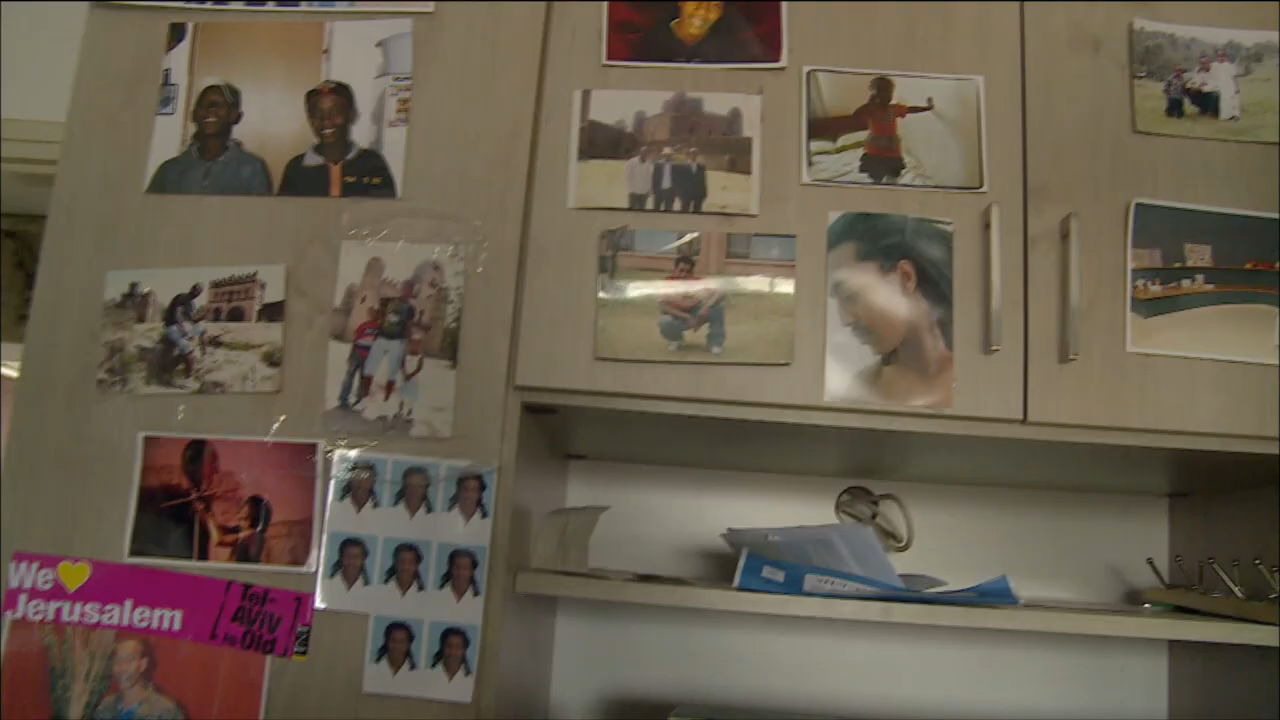 We 💛
Jerusalem
Tel-
Aviv
is Old